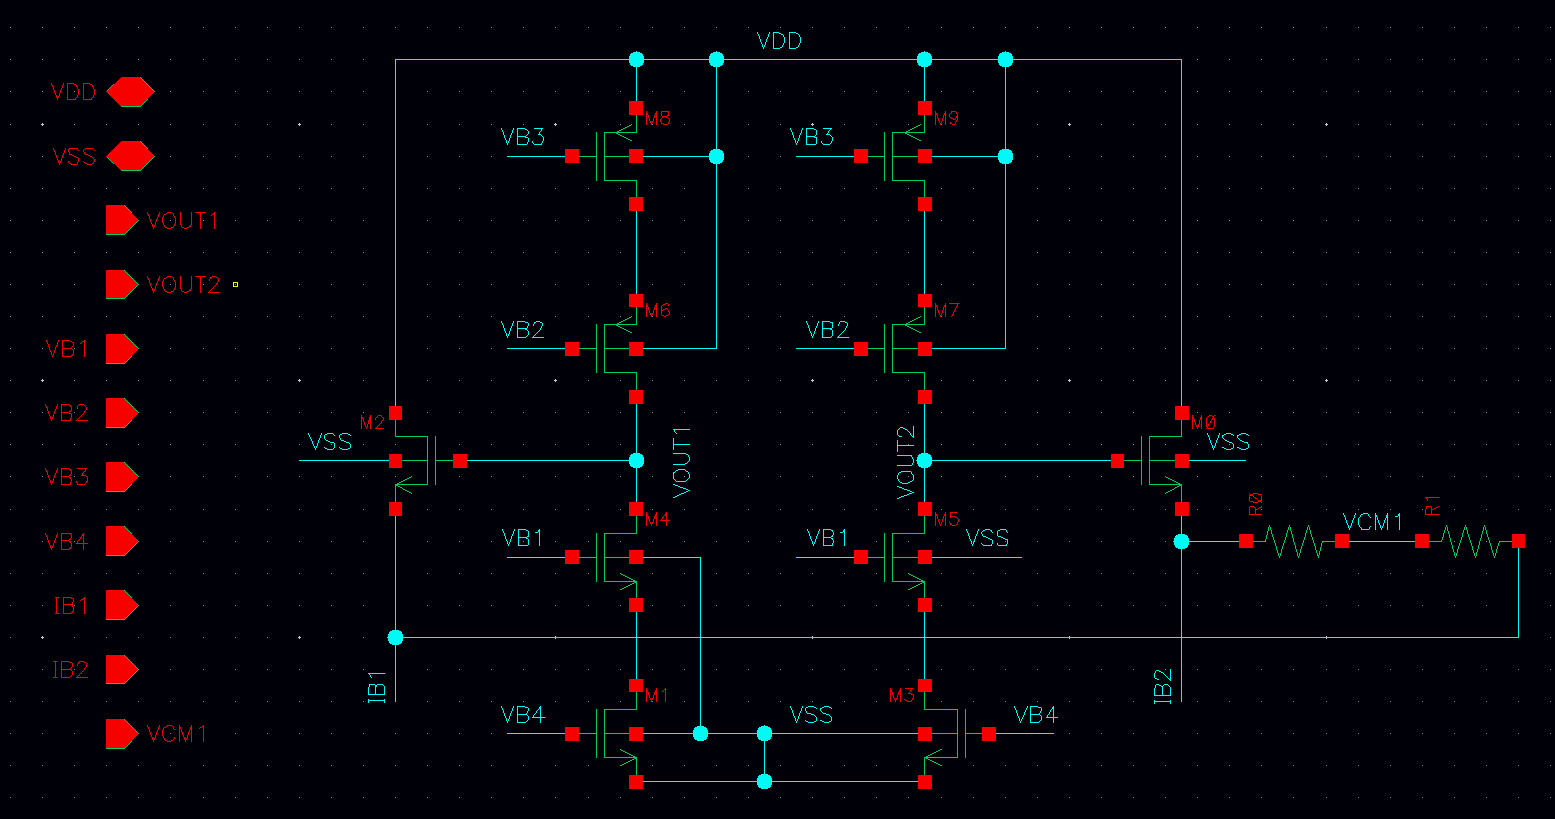 VDD
VDD
VSS
VOUT1
VOUT2
VB1
VB2
VB3
VB4
IB1
IB2
VCM1
M8
M9
VB3
VB3
M6
M7
VB2
VB2
M2
VSS
VOUT1
VOUT2
M0
VSS
M4
M5
VB1
VB1
VSS
R0
VCM1
R1
IB1
IB2
M1
M3
VB4
VSS
VB4